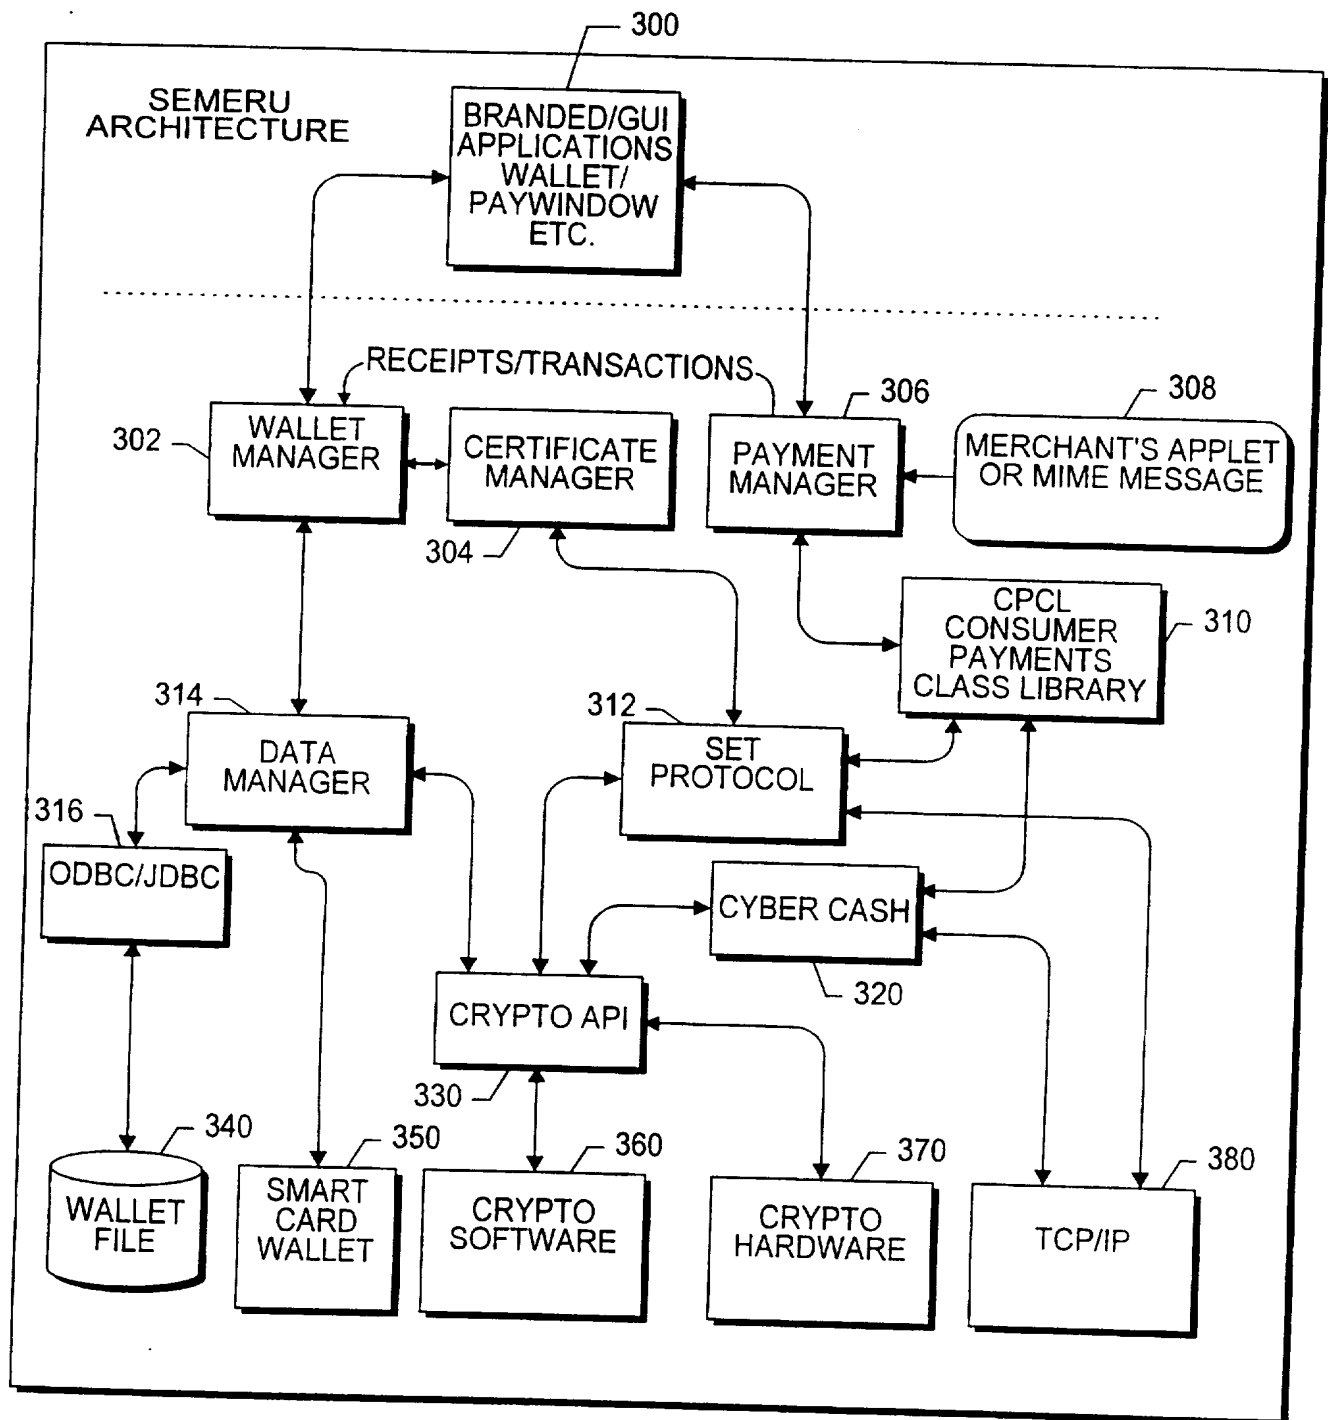 300
SEMERU
ARCHITECTURE
BRANDED/GUI
APPLICATIONS
WALLET/
PAYWINDOW
ETC.
RECEIPTS/TRANSACTIONS
306
308
302
WALLET
MANAGER
CERTIFICATE
MANAGER
PAYMENT
MANAGER
MERCHANT'S APPLET
OR MIME MESSAGE
304
CPCL
CONSUMER
PAYMENTS
CLASS LIBRARY
310
314
312
DATA
MANAGER
SET
PROTOCOL
316
ODBC/JDBC
CYBER CASH
320
CRYPTO API
330
340
350
360
370
380
WALLET
FILE
SMART
CARD
WALLET
CRYPTO
SOFTWARE
CRYPTO
HARDWARE
TCP/IP